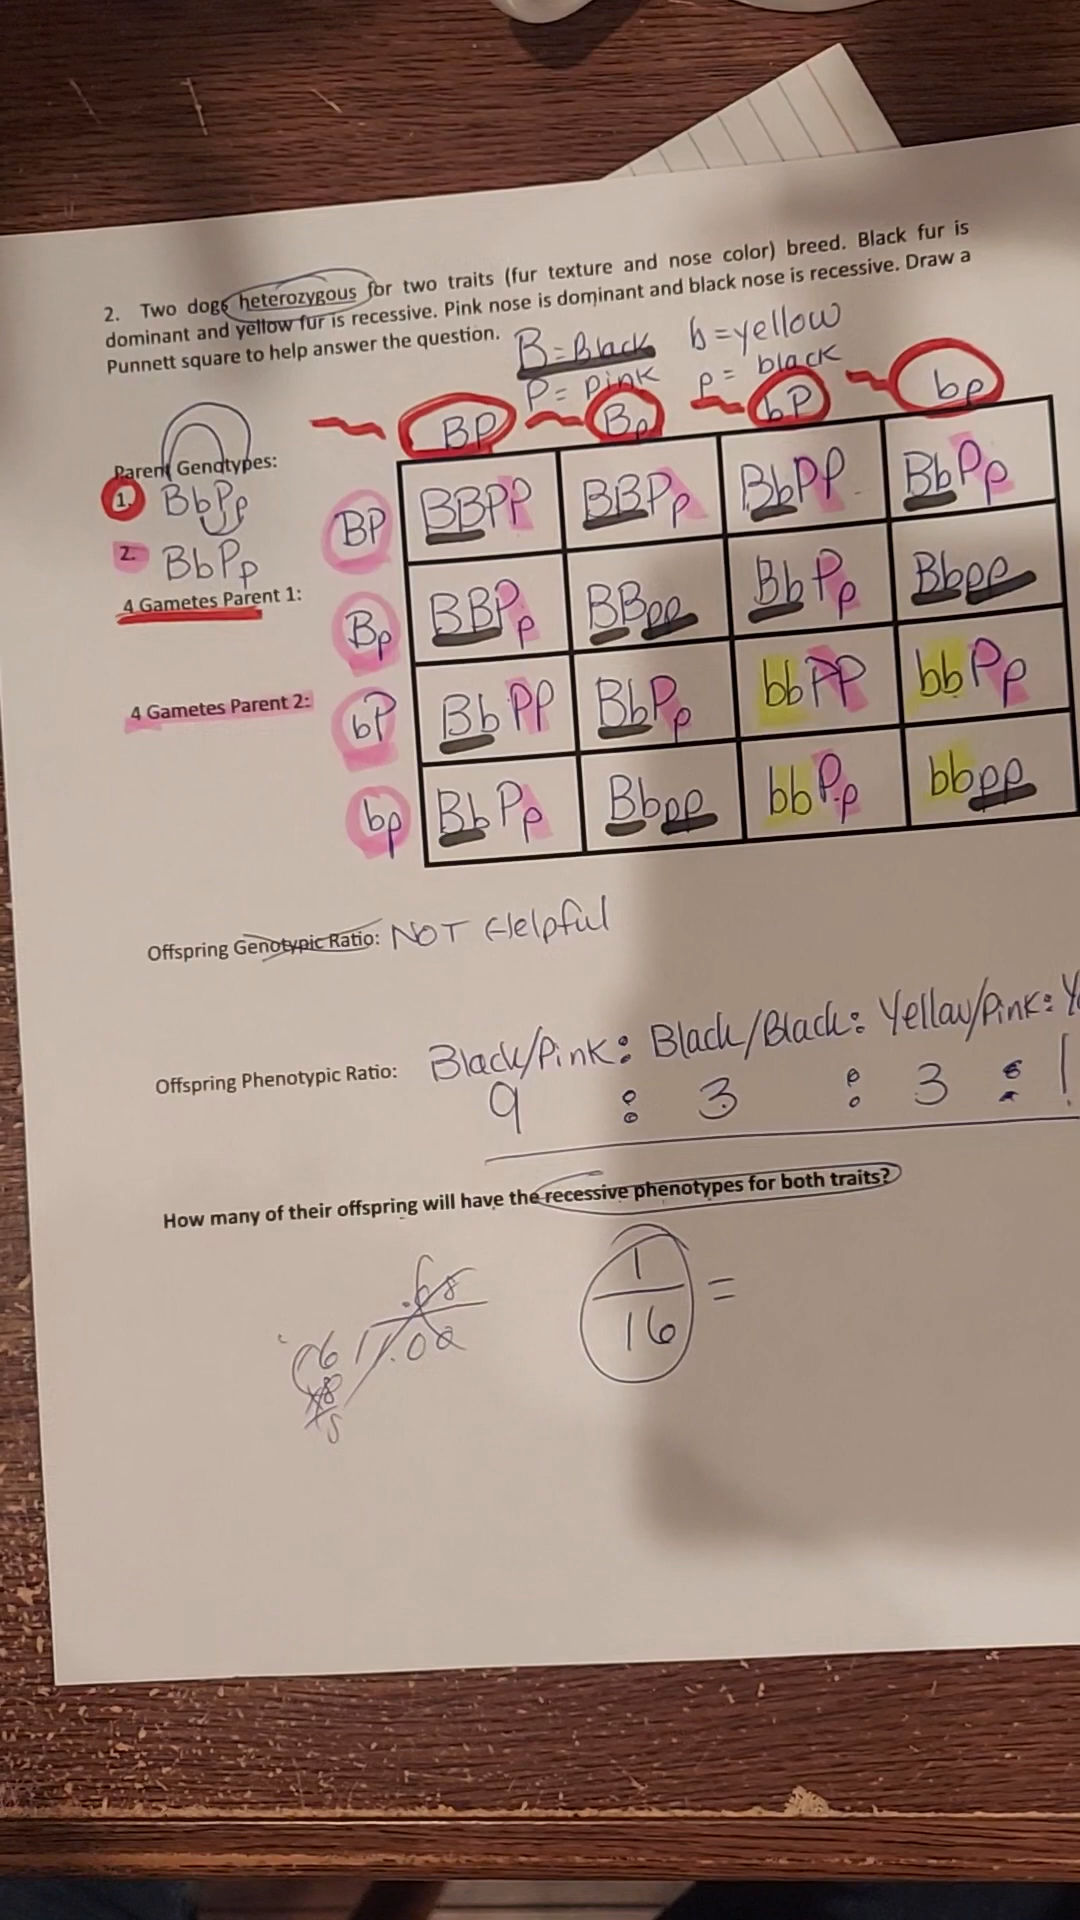 2. Two dogs heterozygous for two traits (fur texture and nose color) breed. Black fur is
dominant and yellow fur is recessive. Pink nose is dominant and black nose is recessive. Draw a
Punnett square to help answer the question.
B=Black b=yellow
P=Pink p=black
BP Bp bP bp
Parent Genotypes:
1. BbPp
2. BbPp
4 Gametes Parent 1:
4 Gametes Parent 2:
BP BBPP BBPp BbPP BbPp
Bp BBPp BBpp BbPp Bbpp
bP BbPP BbPp bbPP bbPp
bp BbPp Bbpp bbPp bbpp
Offspring Genotypic Ratio: NOT Helpful
Black/Pink: Black/Black: Yellow/Pink: Y
Offspring Phenotypic Ratio:
9 : 3 : 3 : 1
How many of their offspring will have the recessive phenotypes for both traits?
1
16 =